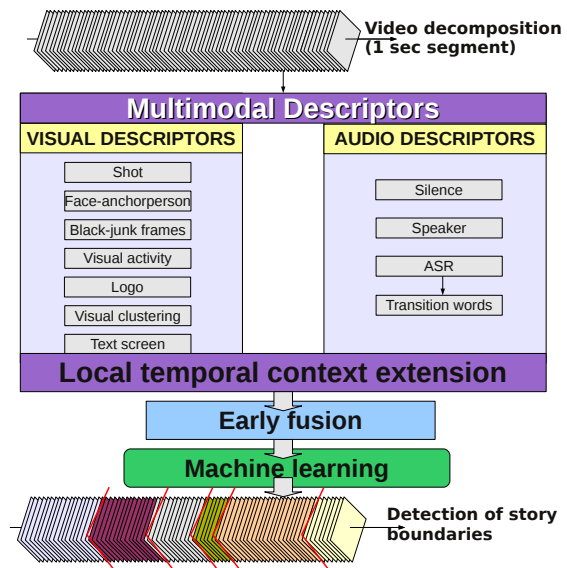 Video decomposition
(1 sec segment)
Multimodal Descriptors
VISUAL DESCRIPTORS
Shot
Face-anchorperson
Black-junk frames
Visual activity
Logo
Visual clustering
Text screen
AUDIO DESCRIPTORS
Silence
Speaker
ASR
Transition words
Local temporal context extension
Early fusion
Machine learning
Detection of story
boundaries